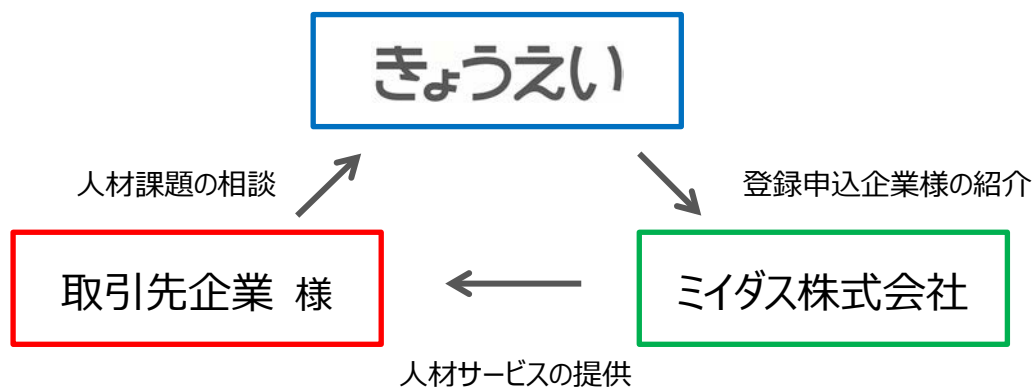 きょうえい
人材課題の相談
登録申込企業様の紹介
取引先企業 様
ミイダス株式会社
人材サービスの提供